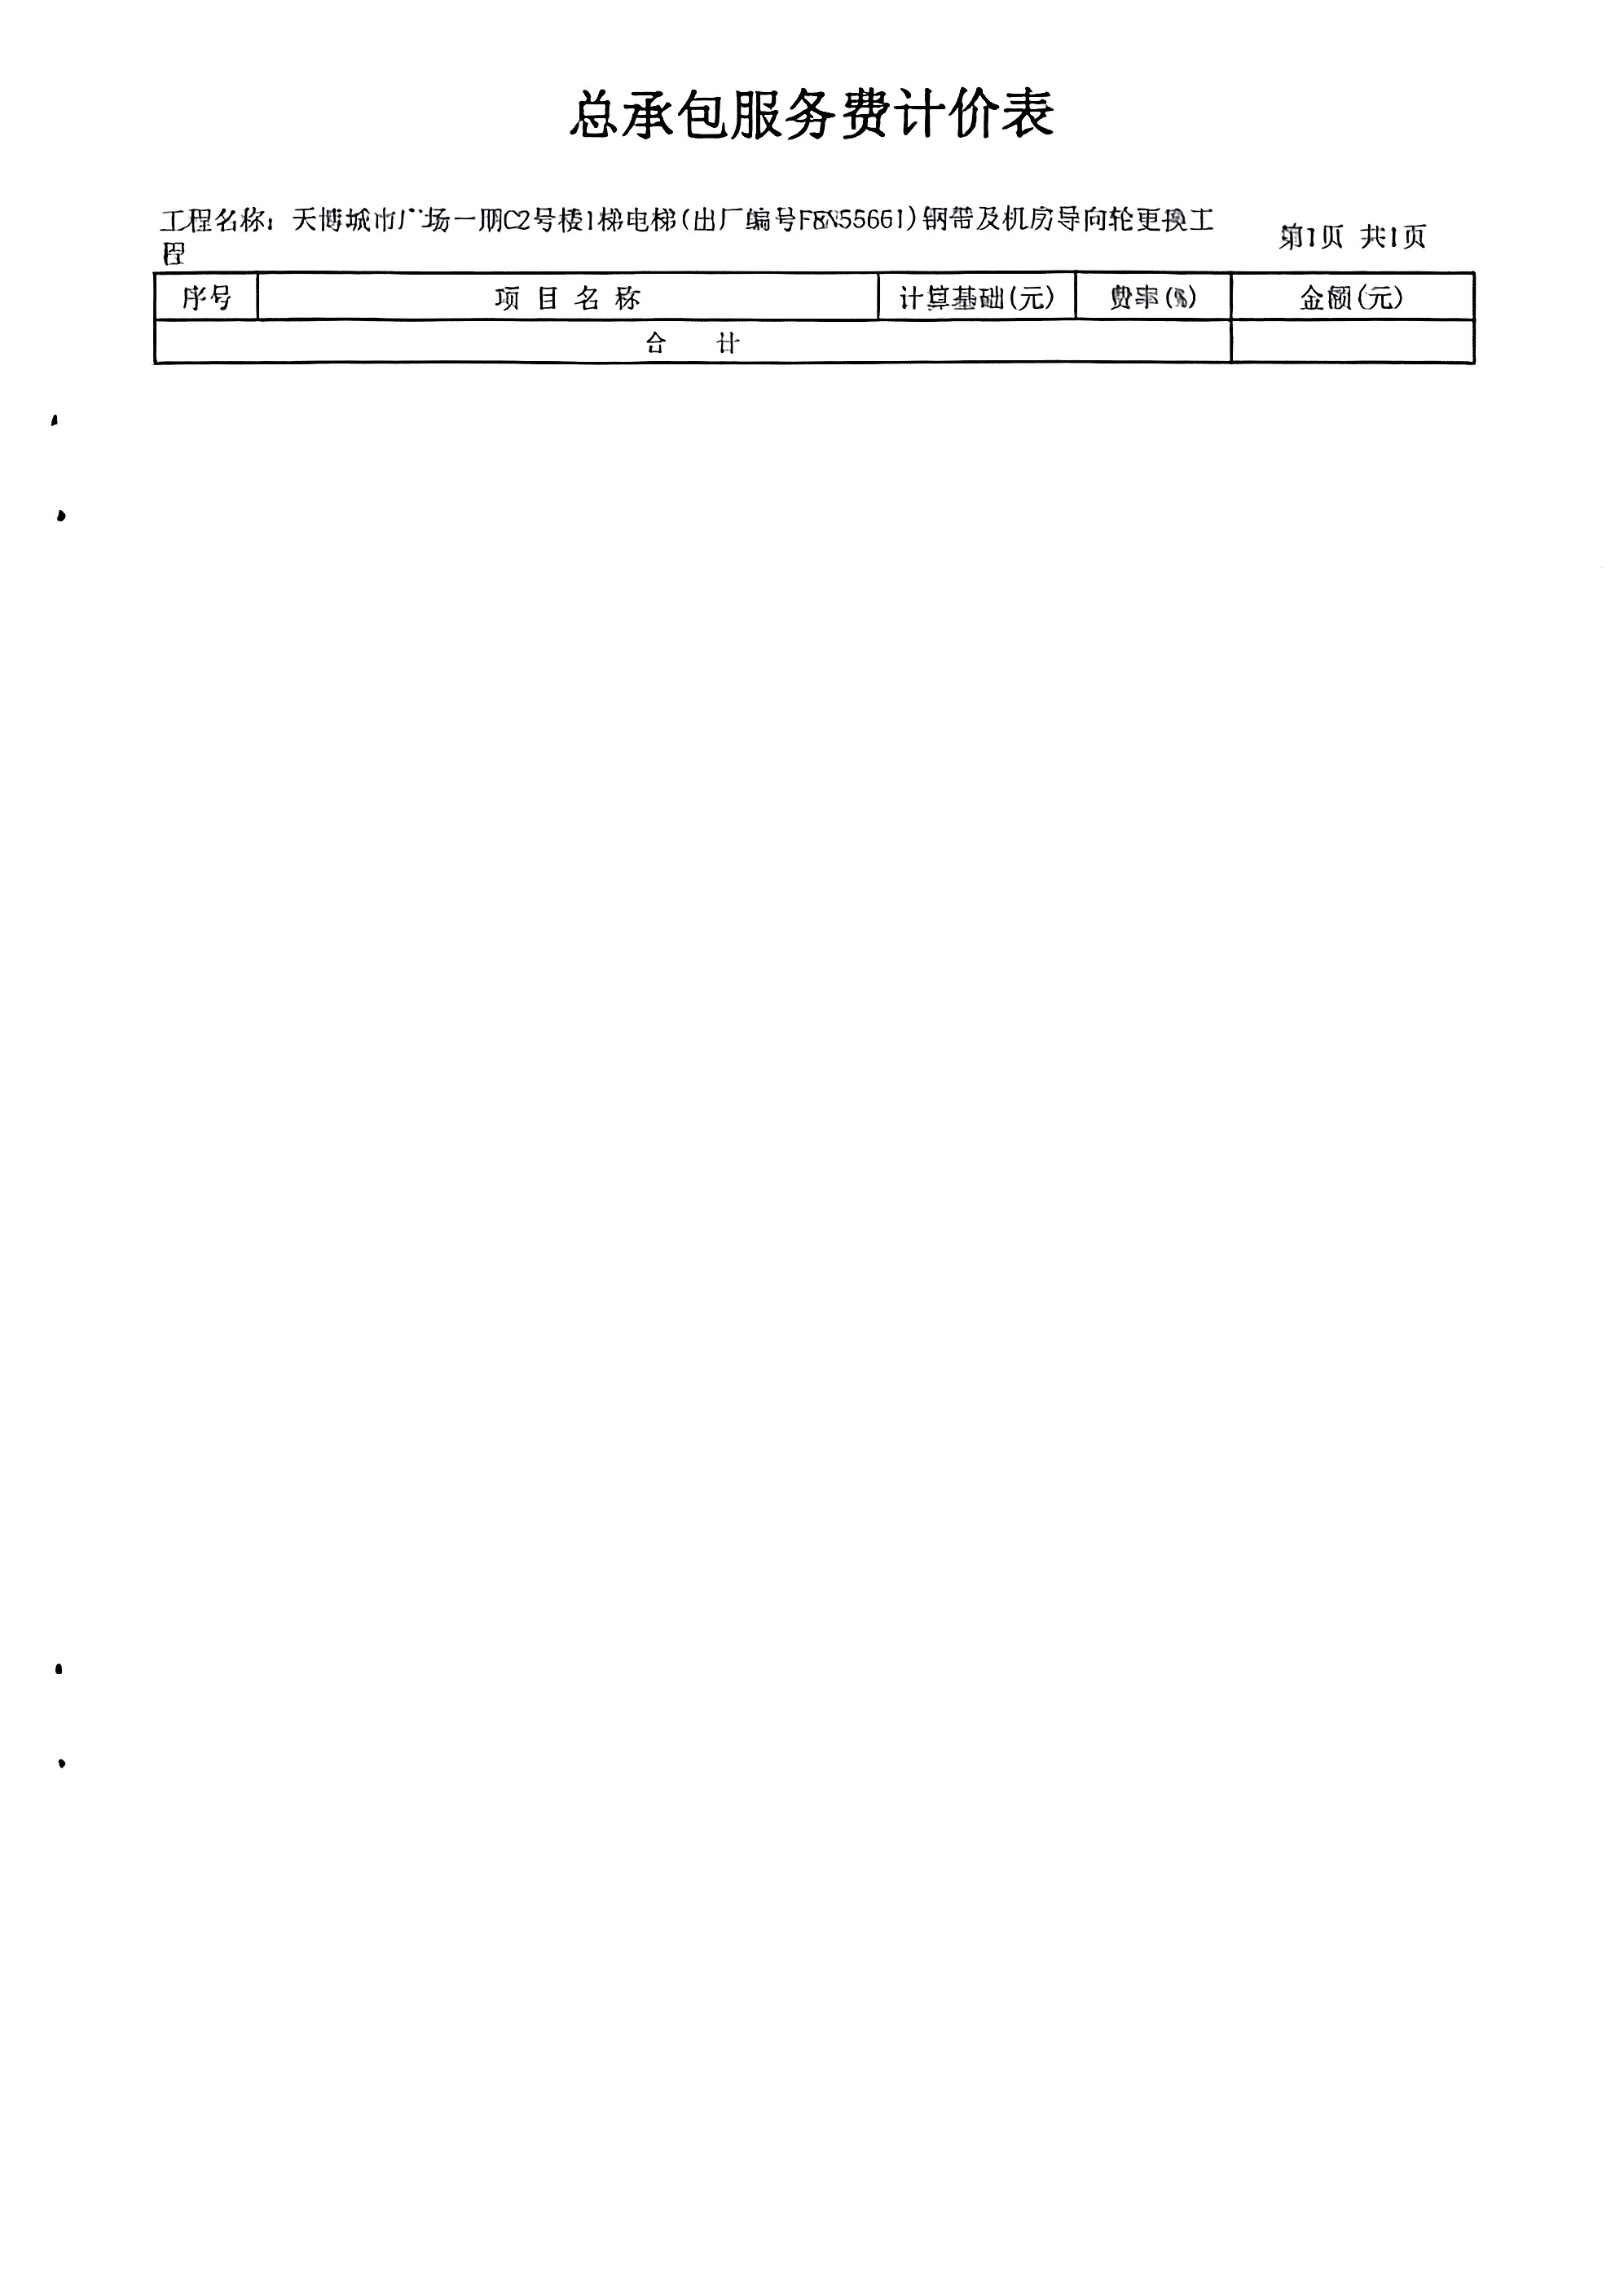 总承包服务费计价表
工程名称：天博城市广场一期C2号楼1梯电梯(出厂编号F8N55661)钢带及机房导向轮更换工
程
第1页 共1页
序号 项目名称 计算基础(元) 费率(%) 金额(元)
合 计